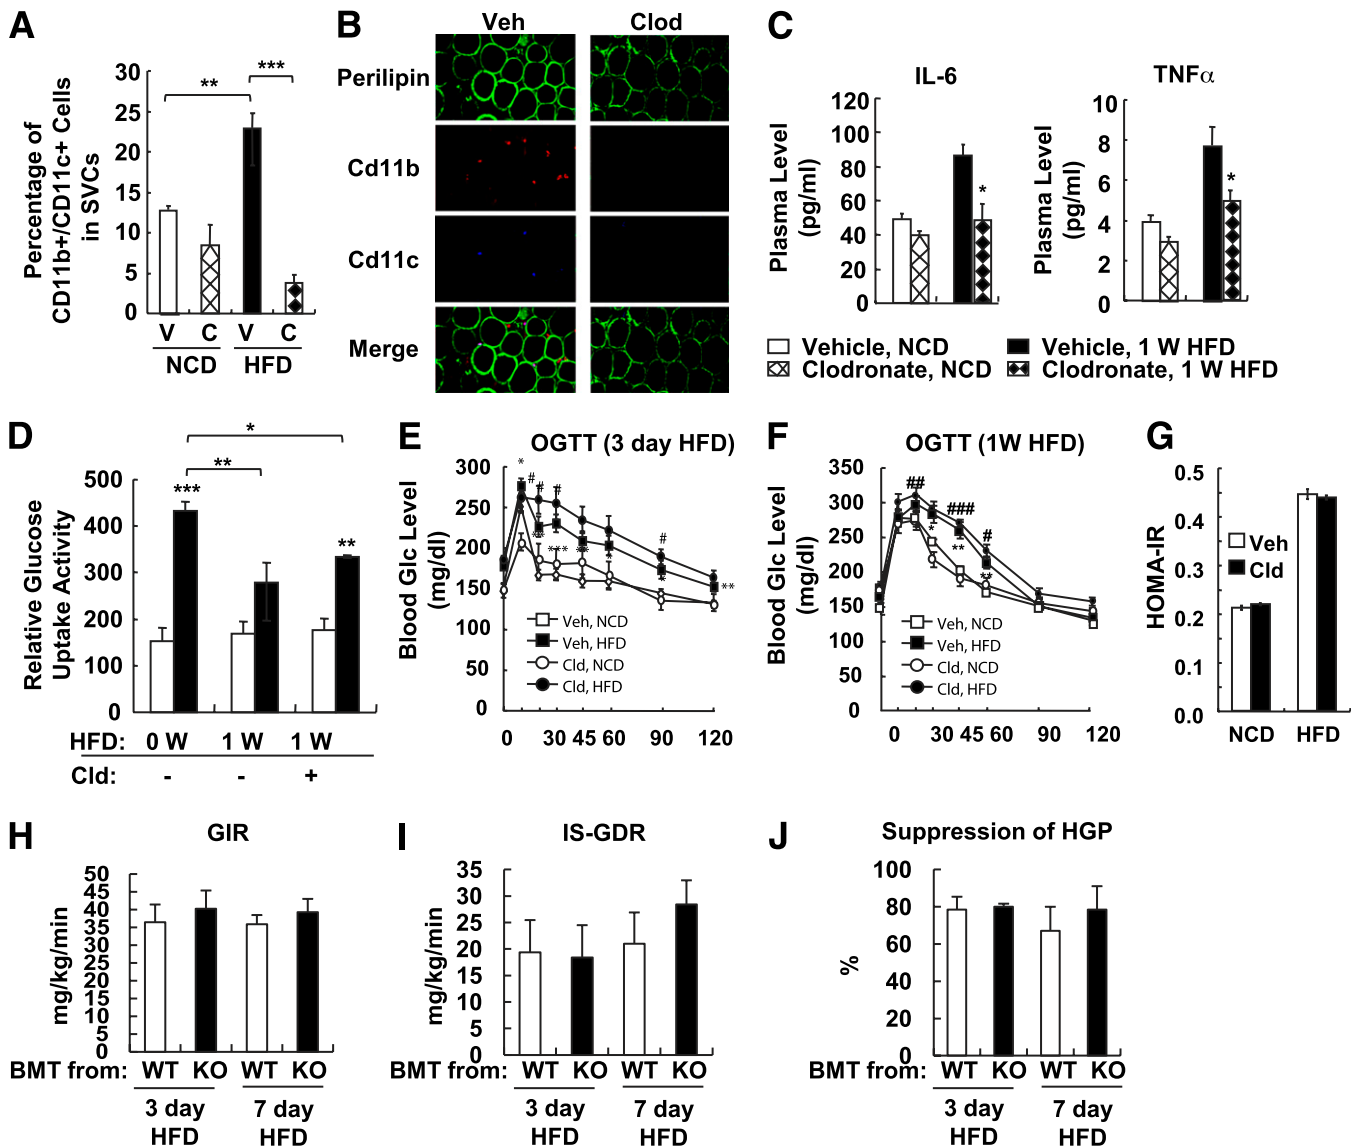 A
Percentage of
CD11b+/CD11c+ Cells
in SVCs
30
25
20
15
10
5
0
**
***
V C V C
NCD HFD
B
Veh Clod
Perilipin
Cd11b
Cd11c
Merge
C
IL-6
Plasma Level
(pg/ml)
120
100
80
60
40
20
0
*
TNFα
Plasma Level
(pg/ml)
10
8
6
4
2
0
*
Vehicle, NCD
Vehicle, 1 W HFD
Clodronate, NCD
Clodronate, 1 W HFD
D
Relative Glucose
Uptake Activity
500
400
300
200
100
0
*
**
***
**
HFD: 0 W 1 W 1 W
Cld: - - +
E
OGTT (3 day HFD)
Blood Glc Level
(mg/dl)
300
250
200
150
100
50
0
* # # #
** *** ** *
#
* **
Veh, NCD
Veh, HFD
Cld, NCD
Cld, HFD
0 30 45 60 90 120
F
OGTT (1W HFD)
Blood Glc Level
(mg/dl)
350
300
250
200
150
100
50
0
## ### #
* ** **
Veh, NCD
Veh, HFD
Cld, NCD
Cld, HFD
0 30 45 60 90 120
G
HOMA-IR
0.5
0.4
0.3
0.2
0.1
0.0
Veh
Cld
NCD HFD
H
GIR
mg/kg/min
50
45
40
35
30
25
20
15
10
5
0
BMT from: WT KO WT KO
3 day 7 day
HFD HFD
I
IS-GDR
mg/kg/min
35
30
25
20
15
10
5
0
BMT from: WT KO WT KO
3 day 7 day
HFD HFD
J
Suppression of HGP
%
100
80
60
40
20
0
WT KO WT KO
3 day 7 day
HFD HFD